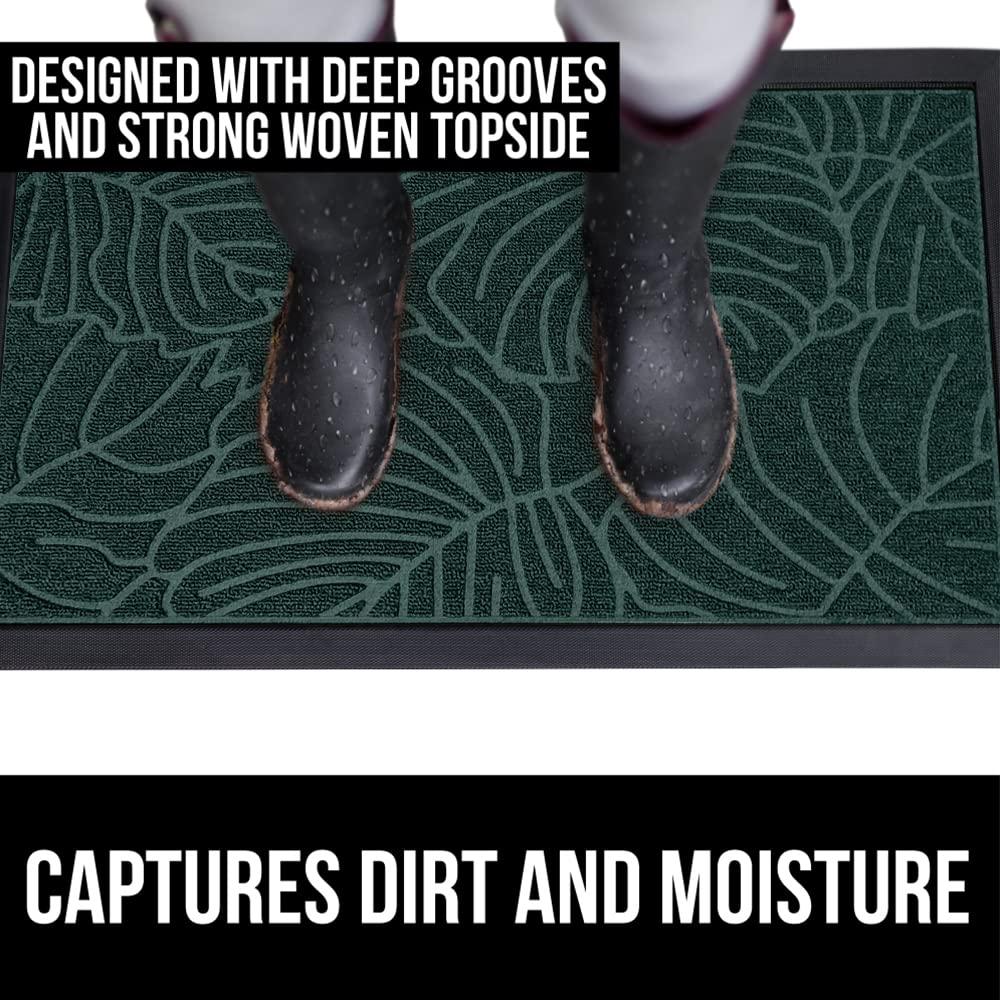 DESIGNED WITH DEEP GROOVES
AND STRONG WOVEN TOPSIDE
CAPTURES DIRT AND MOISTURE